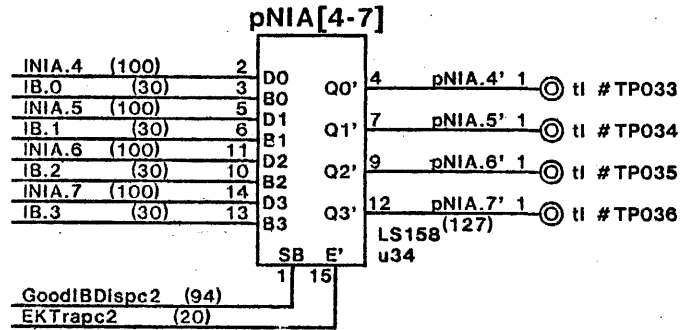 pNIA[4-7]
INIA.4 (100) 2 D0 Q0' 4 pNIA.4' 1 tl #TP033
IB.0 (30) 3 B0
INIA.5 (100) 5 D1 Q1' 7 pNIA.5' 1 tl #TP034
IB.1 (30) 6 B1
INIA.6 (100) 11 D2 Q2' 9 pNIA.6' 1 tl #TP035
IB.2 (30) 10 B2
INIA.7 (100) 14 D3 Q3' 12 pNIA.7' 1 tl #TP036
IB.3 (30) 13 B3
(127)
LS158
SB E' u34
1 15
GoodIBDispc2 (94)
EKTrapc2 (20)